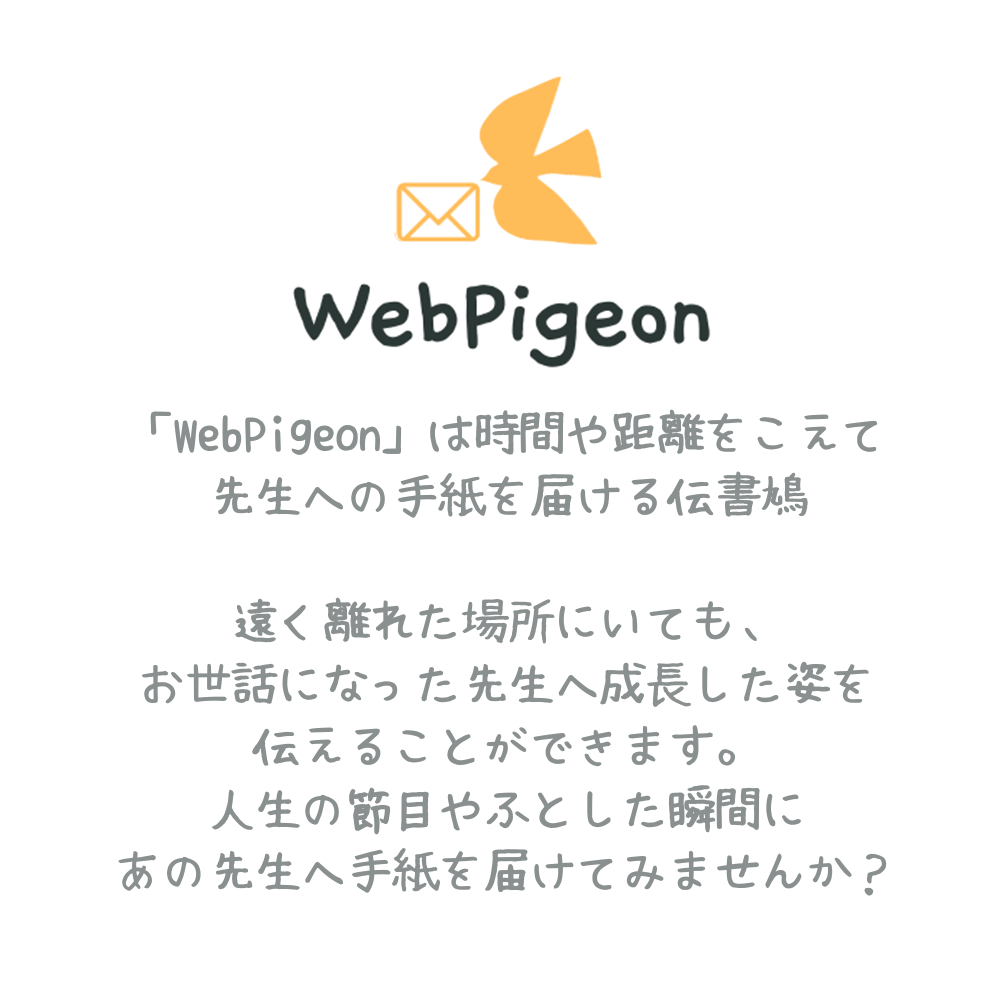 WebPigeon
「WebPigeon」は時間や距離をこえて
先生への手紙を届ける伝書鳩
遠く離れた場所にいても、
お世話になった先生へ成長した姿を
伝えることができます。
人生の節目やふとした瞬間に
あの先生へ手紙を届けてみませんか？